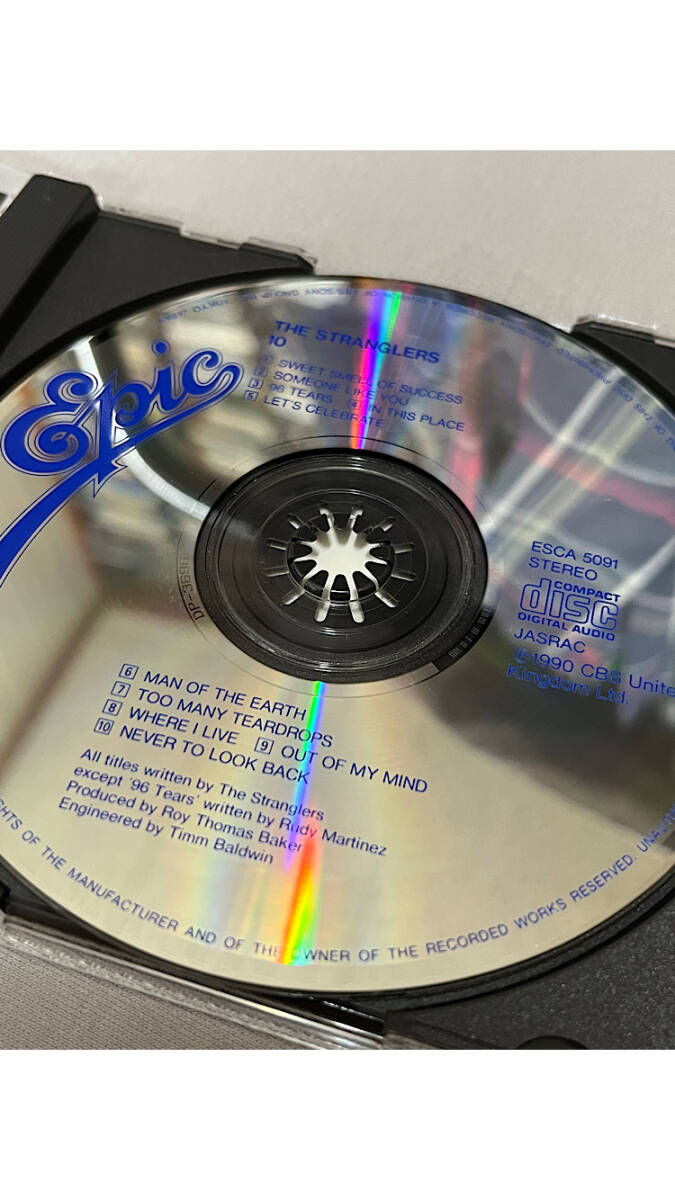 THE STRANGLERS
10
1 SWEET SMELL OF SUCCESS
2 SOMEONE LIKE YOU
3 96 TEARS 4 IN THIS PLACE
5 LET'S CELEBRATE
Epic
ESCA 5091
STEREO
COMPACT
disc
DIGITAL AUDIO
JASRAC
℗1990 CBS Unite
Kingdom Ltd.
DP-3698
6 MAN OF THE EARTH
7 TOO MANY TEARDROPS
8 WHERE I LIVE 9 OUT OF MY MIND
10 NEVER TO LOOK BACK
All titles written by The Stranglers
except '96 Tears' written by Rudy Martinez
Produced by Roy Thomas Baker
Engineered by Timm Baldwin
GHTS OF THE MANUFACTURER AND OF THE OWNER OF THE RECORDED WORKS RESERVED.